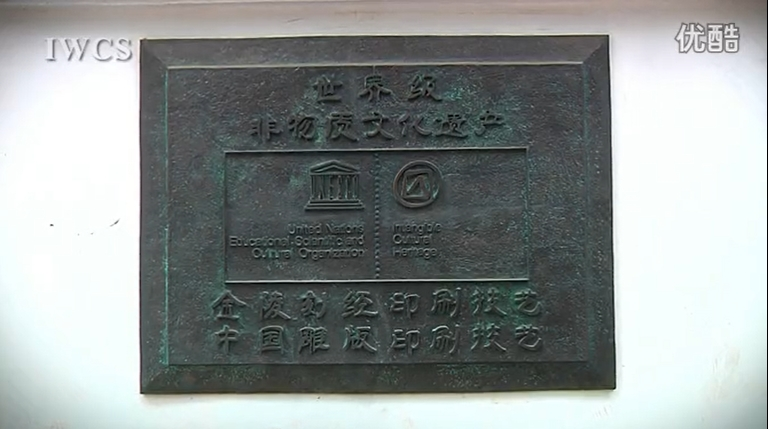 IWCS
优酷
世界级
非物质文化遗产
UNESCO
United Nations
Educational, Scientific and
Cultural Organization
Intangible
Cultural
Heritage
金陵刻经印刷技艺
中国雕版印刷技艺